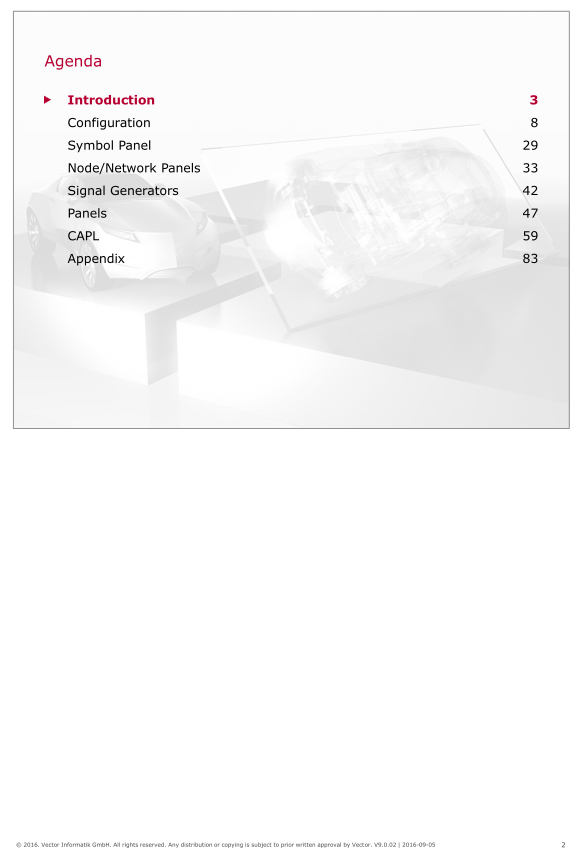 Agenda
Introduction 3
Configuration 8
Symbol Panel 29
Node/Network Panels 33
Signal Generators 42
Panels 47
CAPL 59
Appendix 83
© 2016. Vector Informatik GmbH. All rights reserved. Any distribution or copying is subject to prior written approval by Vector. V9.0.02 | 2016-09-05 2